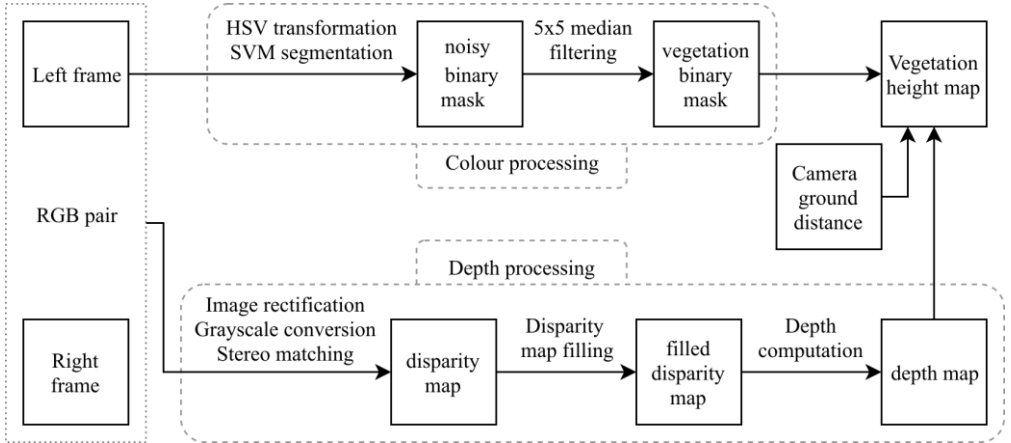 Left frame
HSV transformation
SVM segmentation
noisy
binary
mask
5x5 median
filtering
vegetation
binary
mask
Vegetation
height map
Colour processing
Camera
ground
distance
RGB pair
Depth processing
Image rectification
Grayscale conversion
Stereo matching
Right
frame
disparity
map
Disparity
map filling
filled
disparity
map
Depth
computation
depth map